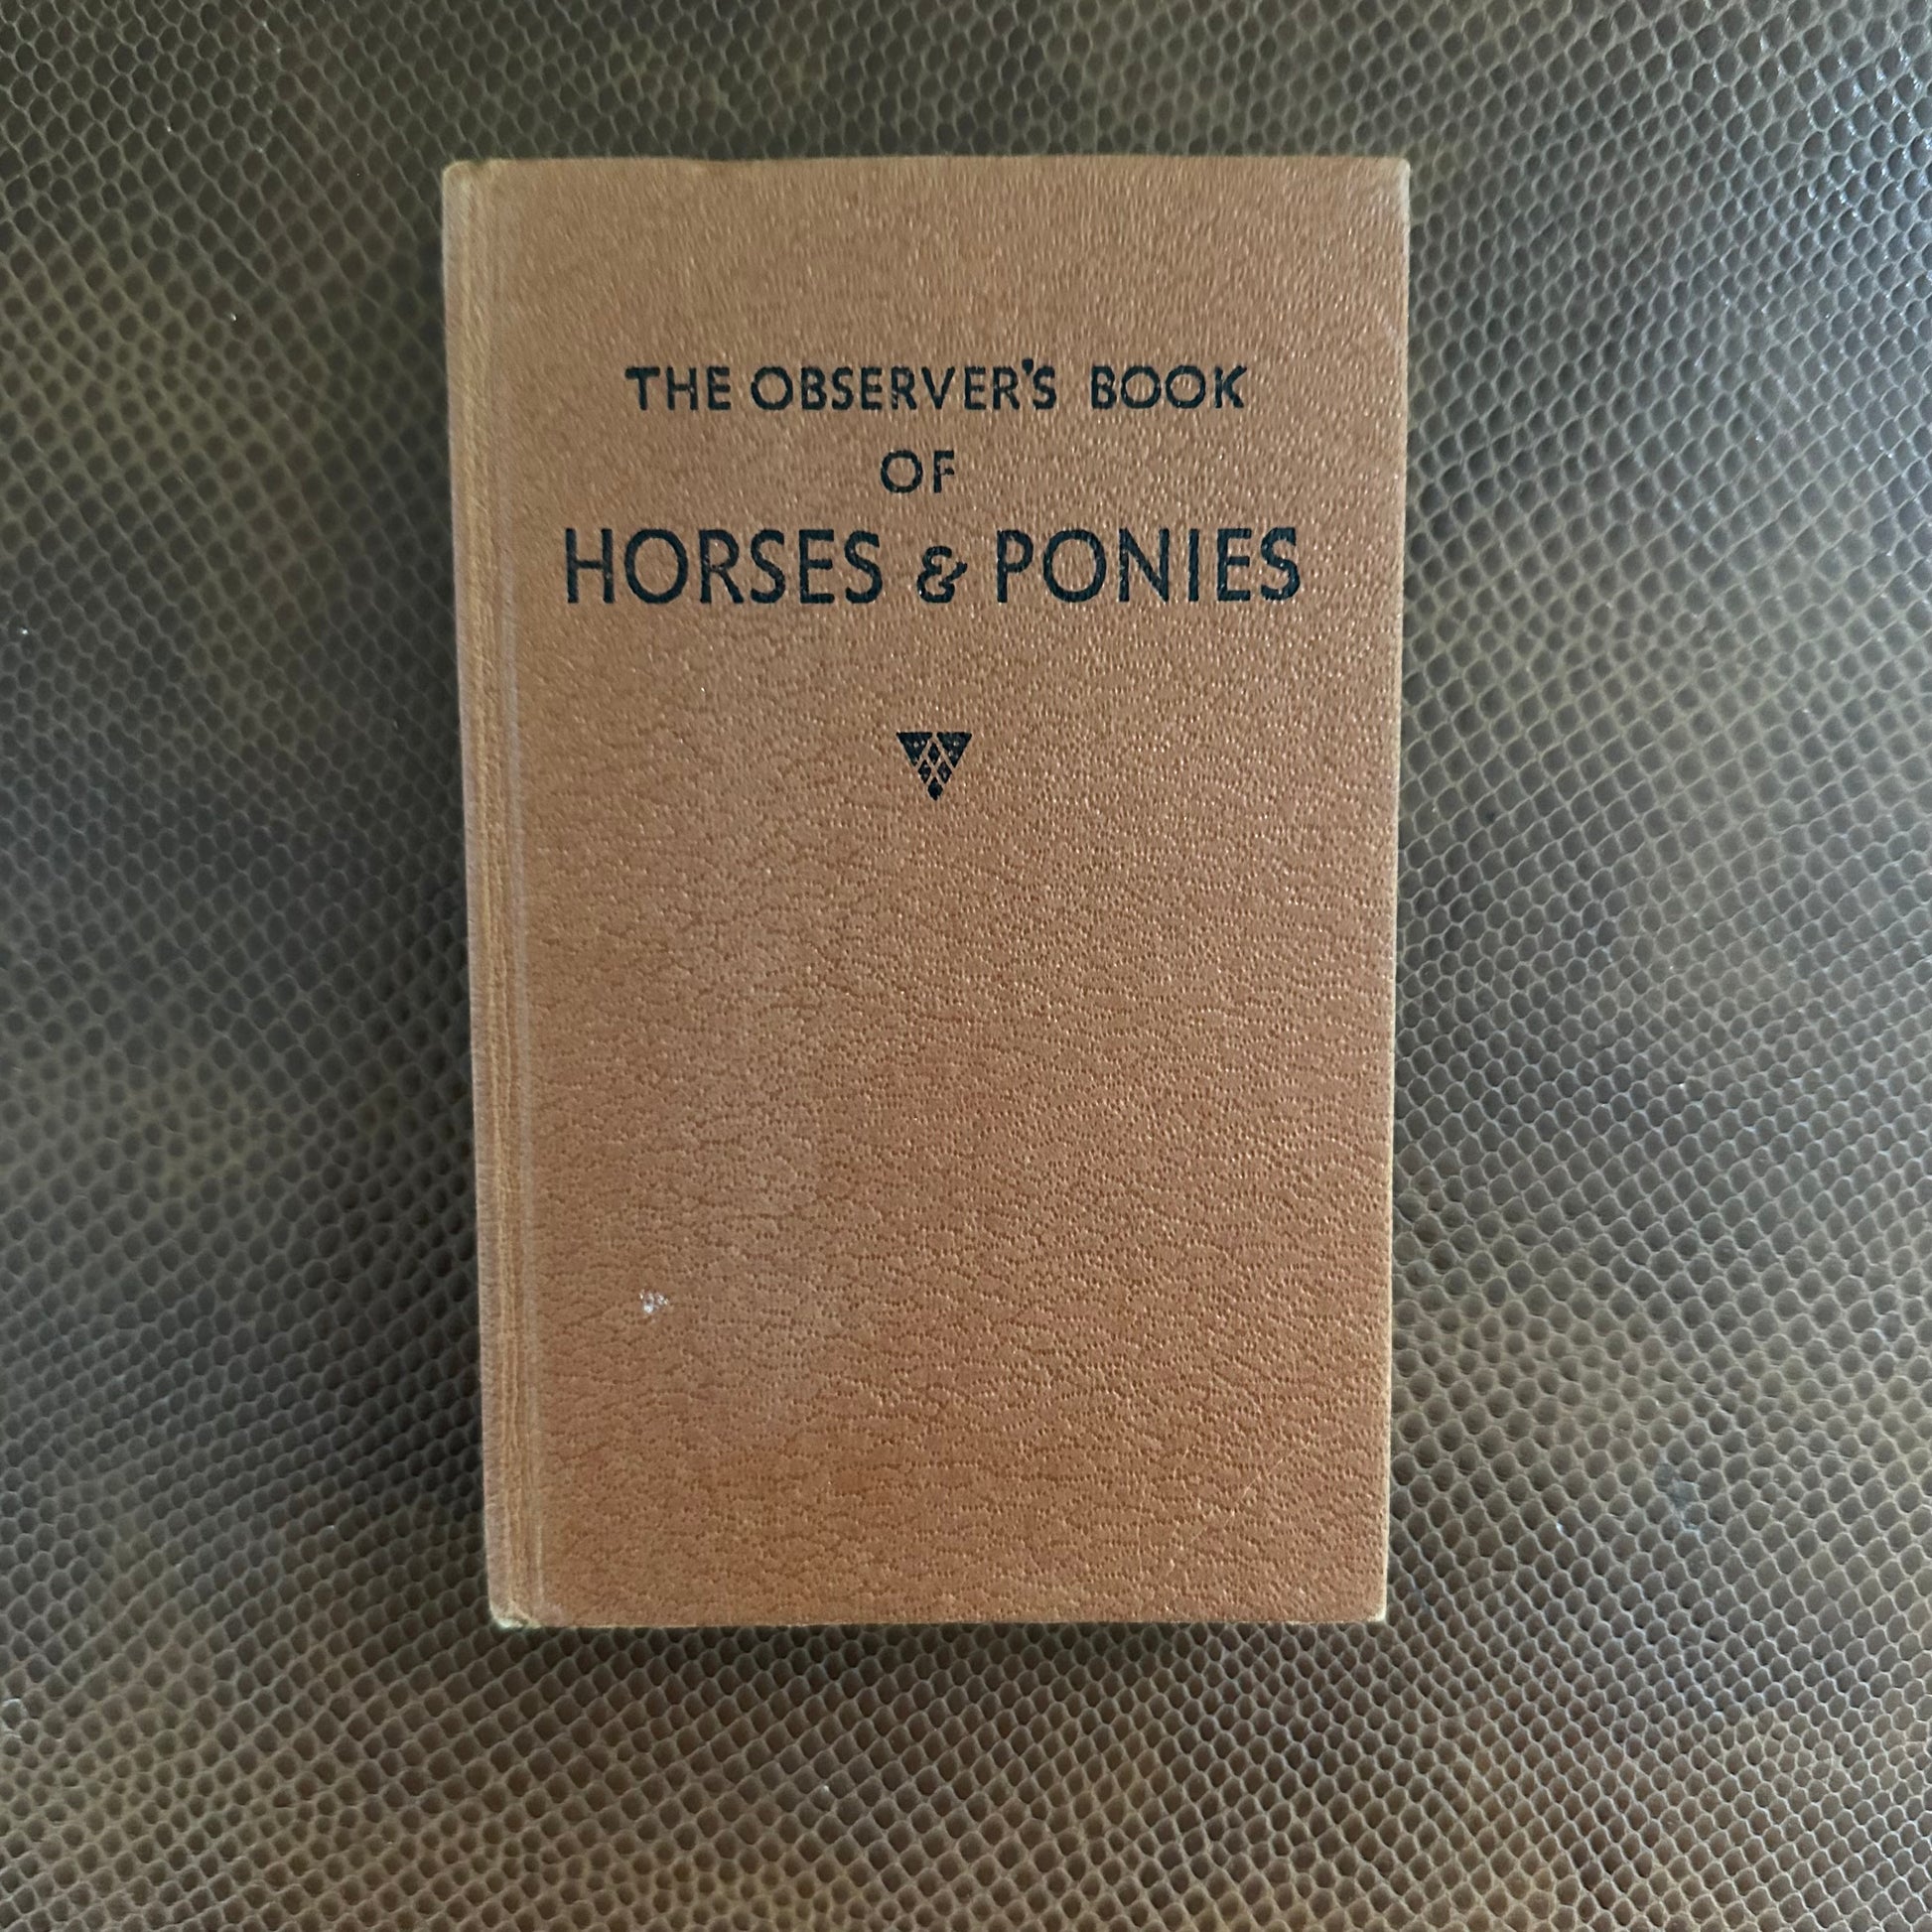 THE OBSERVER'S BOOK
OF
HORSES & PONIES